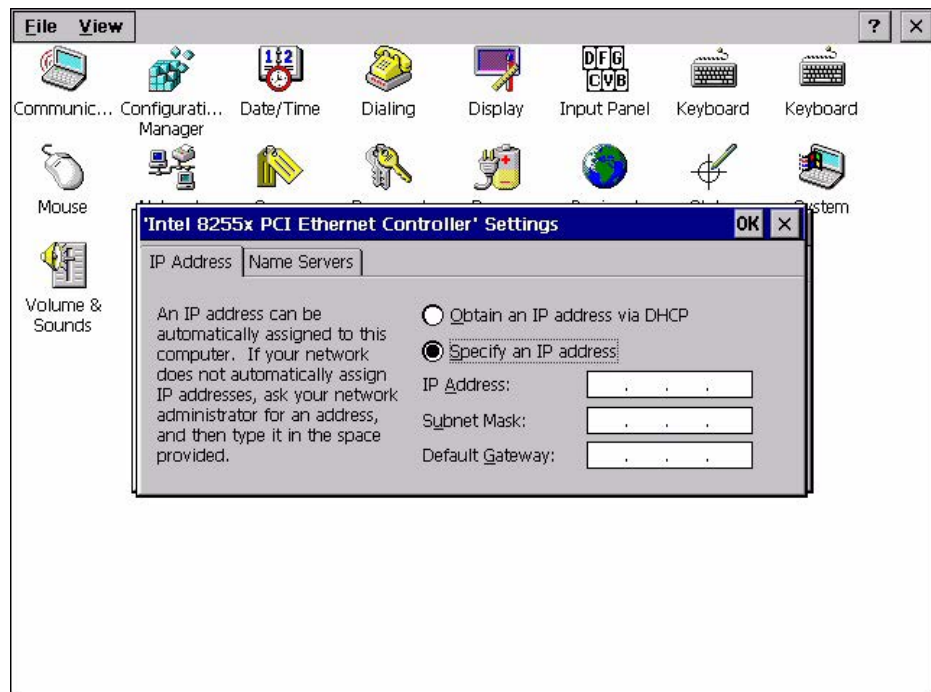 File View ? ×
1 2
DFG
CVB
Communic... Configurati... Date/Time Dialing Display Input Panel Keyboard Keyboard
Manager
Mouse
'Intel 8255x PCI Ethernet Controller' Settings OK ×
IP Address Name Servers
Volume &
Sounds
An IP address can be
automatically assigned to this
computer. If your network
does not automatically assign
IP addresses, ask your network
administrator for an address,
and then type it in the space
provided.
Obtain an IP address via DHCP
Specify an IP address
IP Address: . . .
Subnet Mask: . . .
Default Gateway: . . .